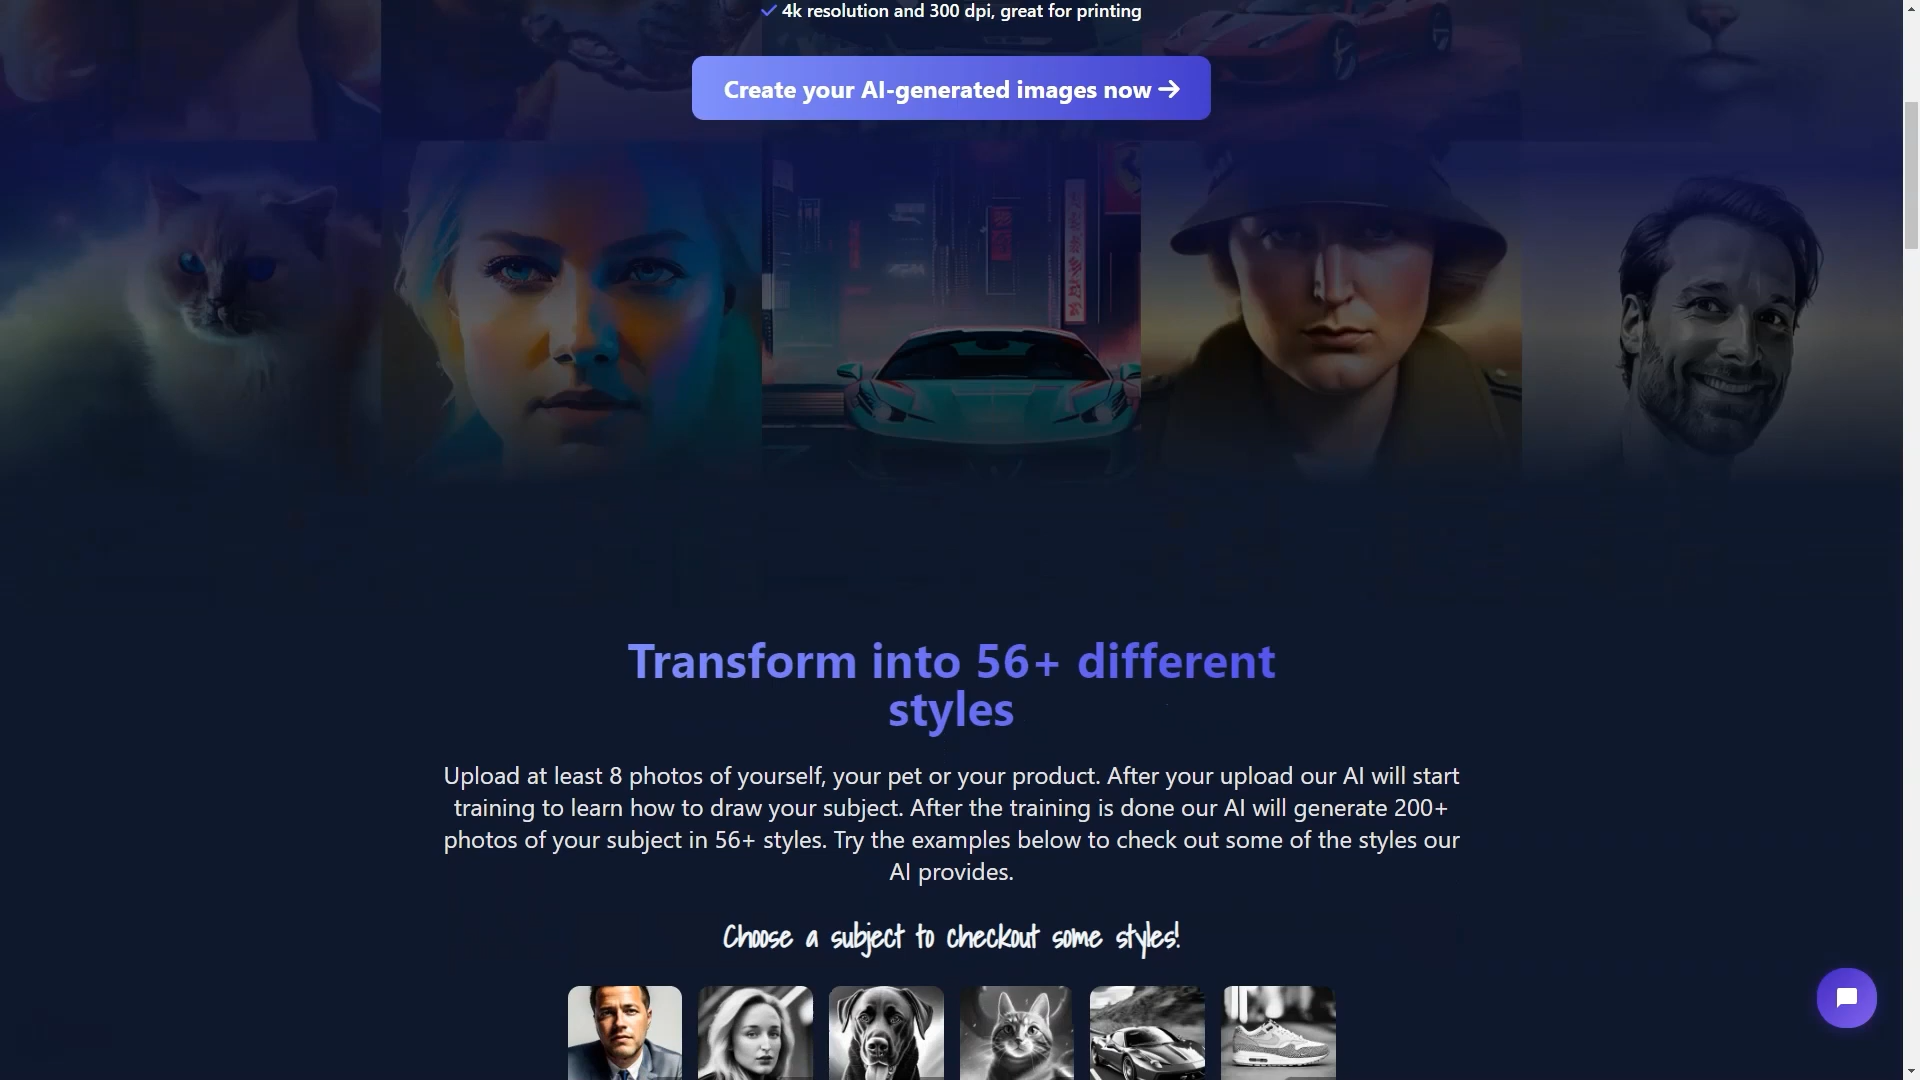 4k resolution and 300 dpi, great for printing
Create your AI-generated images now →
Transform into 56+ different
styles
Upload at least 8 photos of yourself, your pet or your product. After your upload our AI will start
training to learn how to draw your subject. After the training is done our AI will generate 200+
photos of your subject in 56+ styles. Try the examples below to check out some of the styles our
AI provides.
Choose a subject to checkout some styles!